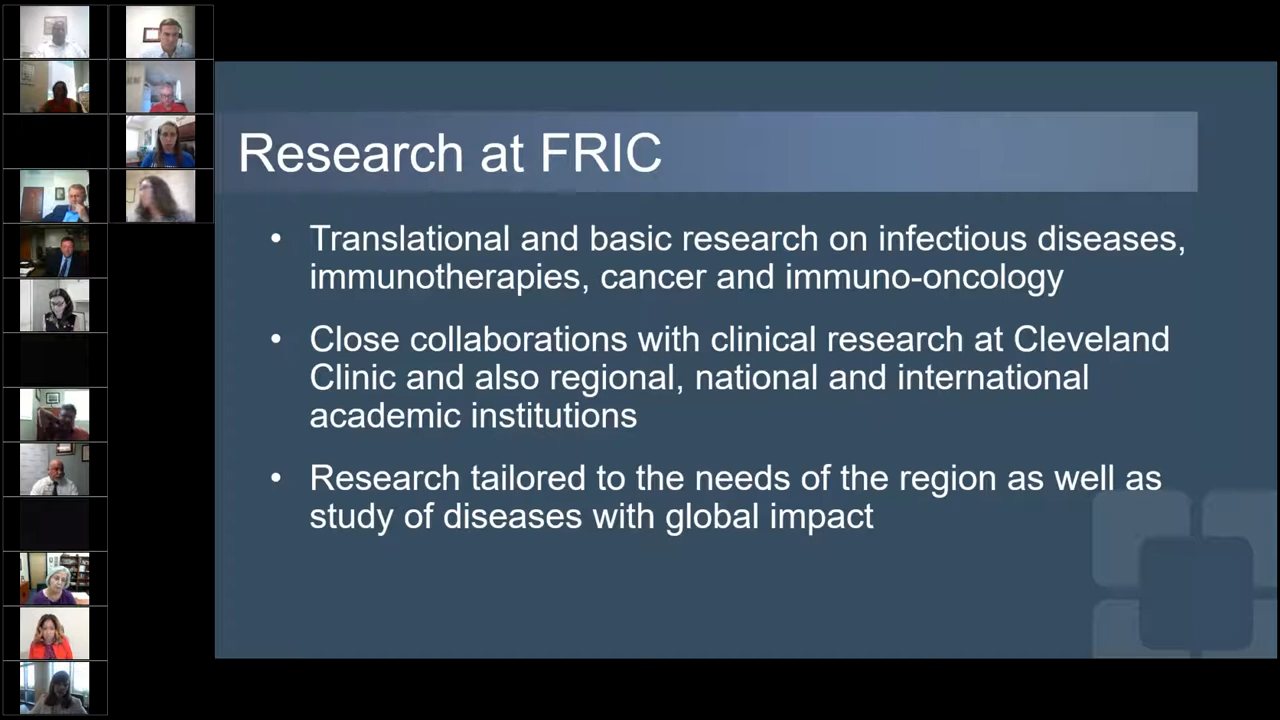 Research at FRIC
• Translational and basic research on infectious diseases,
immunotherapies, cancer and immuno-oncology
• Close collaborations with clinical research at Cleveland
Clinic and also regional, national and international
academic institutions
• Research tailored to the needs of the region as well as
study of diseases with global impact